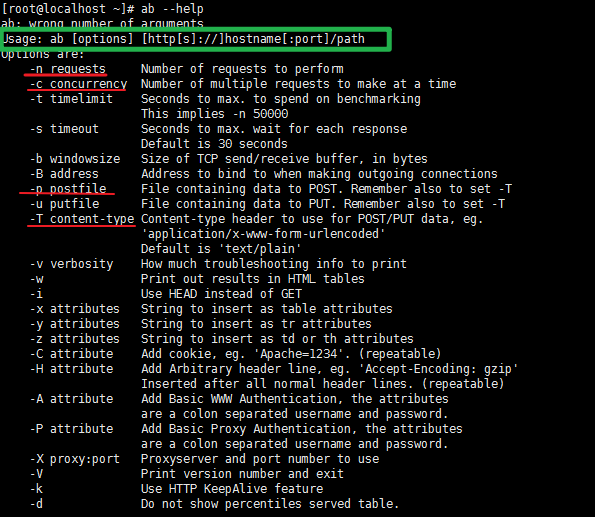 [root@localhost ~]# ab --help
ab: wrong number of arguments
Usage: ab [options] [http[s]://]hostname[:port]/path
Options are:
    -n requests     Number of requests to perform
    -c concurrency  Number of multiple requests to make at a time
    -t timelimit    Seconds to max. to spend on benchmarking
                    This implies -n 50000
    -s timeout      Seconds to max. wait for each response
                    Default is 30 seconds
    -b windowsize   Size of TCP send/receive buffer, in bytes
    -B address      Address to bind to when making outgoing connections
    -p postfile     File containing data to POST. Remember also to set -T
    -u putfile      File containing data to PUT. Remember also to set -T
    -T content-type Content-type header to use for POST/PUT data, eg.
                    'application/x-www-form-urlencoded'
                    Default is 'text/plain'
    -v verbosity    How much troubleshooting info to print
    -w              Print out results in HTML tables
    -i              Use HEAD instead of GET
    -x attributes   String to insert as table attributes
    -y attributes   String to insert as tr attributes
    -z attributes   String to insert as td or th attributes
    -C attribute    Add cookie, eg. 'Apache=1234'. (repeatable)
    -H attribute    Add Arbitrary header line, eg. 'Accept-Encoding: gzip'
                    Inserted after all normal header lines. (repeatable)
    -A attribute    Add Basic WWW Authentication, the attributes
                    are a colon separated username and password.
    -P attribute    Add Basic Proxy Authentication, the attributes
                    are a colon separated username and password.
    -X proxy:port   Proxyserver and port number to use
    -V              Print version number and exit
    -k              Use HTTP KeepAlive feature
    -d              Do not show percentiles served table.